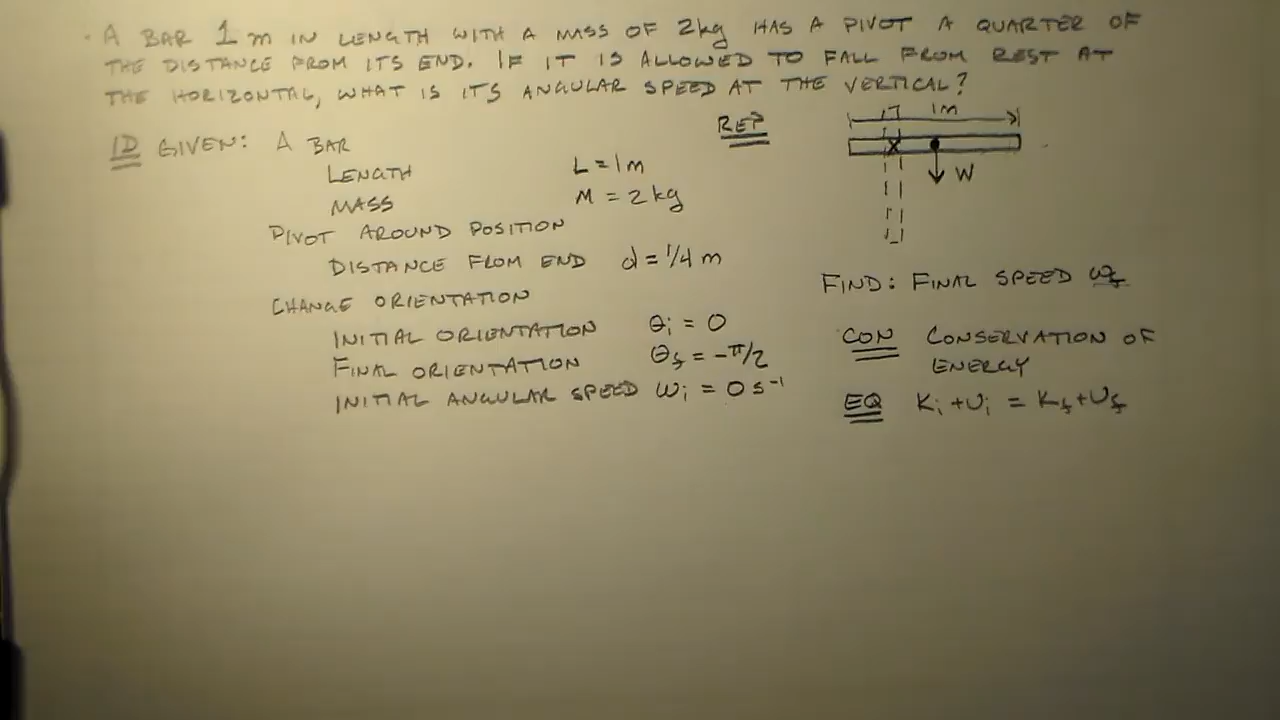 · A BAR 1 m IN LENGTH WITH A MASS OF 2kg HAS A PIVOT A QUARTER OF
THE DISTANCE FROM ITS END. IF IT IS ALLOWED TO FALL FROM REST AT
THE HORIZONTAL, WHAT IS ITS ANGULAR SPEED AT THE VERTICAL?
ID GIVEN: A BAR
LENGTH L = 1m
MASS M = 2 kg
PIVOT AROUND POSITION
DISTANCE FROM END d = 1/4 m
CHANGE ORIENTATION
INITIAL ORIENTATION θi = 0
FINAL ORIENTATION θf = -π/2
INITIAL ANGULAR SPEED ωi = 0 s⁻¹
REP
1m
X
W
FIND: FINAL SPEED ωf
CON CONSERVATION OF
ENERGY
EQ Ki + Ui = Kf + Uf